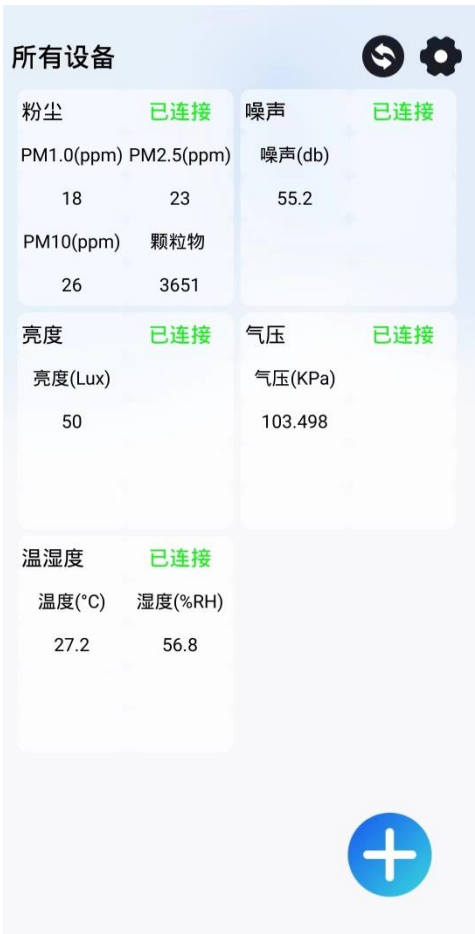 所有设备
粉尘 已连接
PM1.0(ppm) PM2.5(ppm)
18 23
PM10(ppm) 颗粒物
26 3651
噪声 已连接
噪声(db)
55.2
亮度 已连接
亮度(Lux)
50
气压 已连接
气压(KPa)
103.498
温湿度 已连接
温度(°C) 湿度(%RH)
27.2 56.8